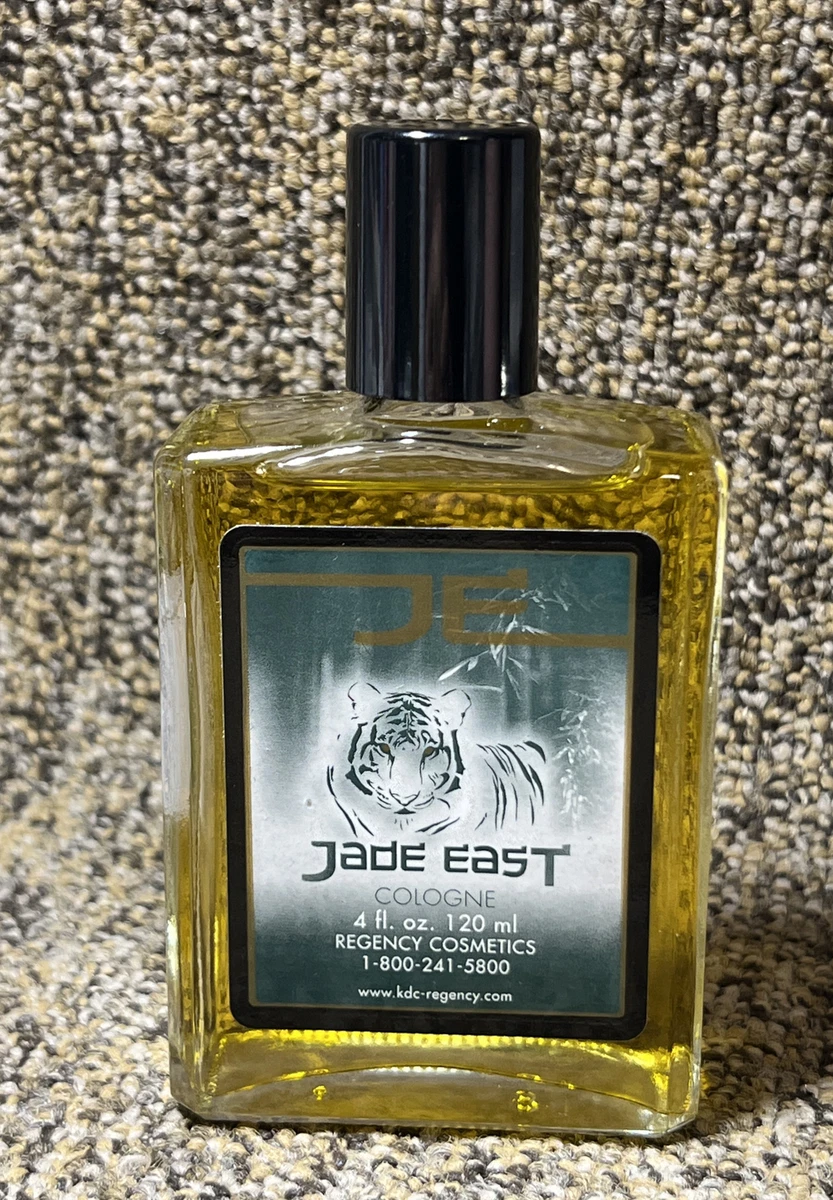 JE
Jade East
COLOGNE
4 fl. oz. 120 ml
REGENCY COSMETICS
1-800-241-5800
www.kdc-regency.com